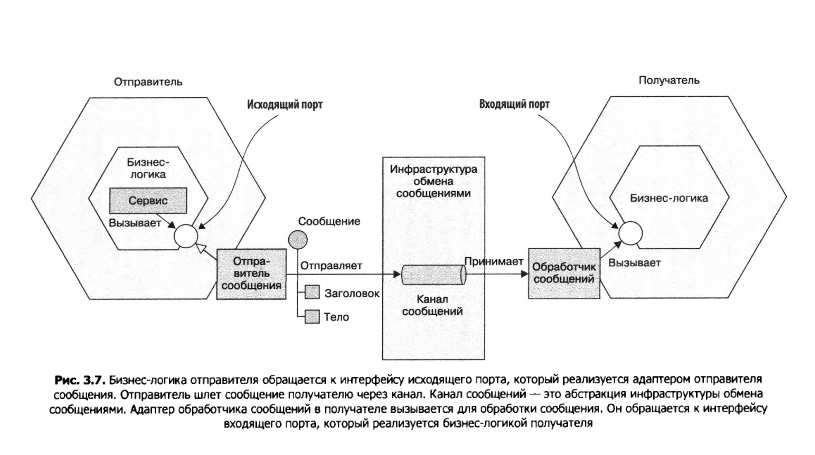 Отправитель
Получатель
Исходящий порт
Входящий порт
Бизнес-
логика
Сервис
Вызывает
Отпра-
витель
сообщения
Сообщение
Отправляет
Заголовок
Тело
Инфраструктура
обмена
сообщениями
Канал
сообщений
Принимает
Обработчик
сообщений
Вызывает
Бизнес-логика
Рис. 3.7. Бизнес-логика отправителя обращается к интерфейсу исходящего порта, который реализуется адаптером отправителя
сообщения. Отправитель шлет сообщение получателю через канал. Канал сообщений — это абстракция инфраструктуры обмена
сообщениями. Адаптер обработчика сообщений в получателе вызывается для обработки сообщения. Он обращается к интерфейсу
входящего порта, который реализуется бизнес-логикой получателя